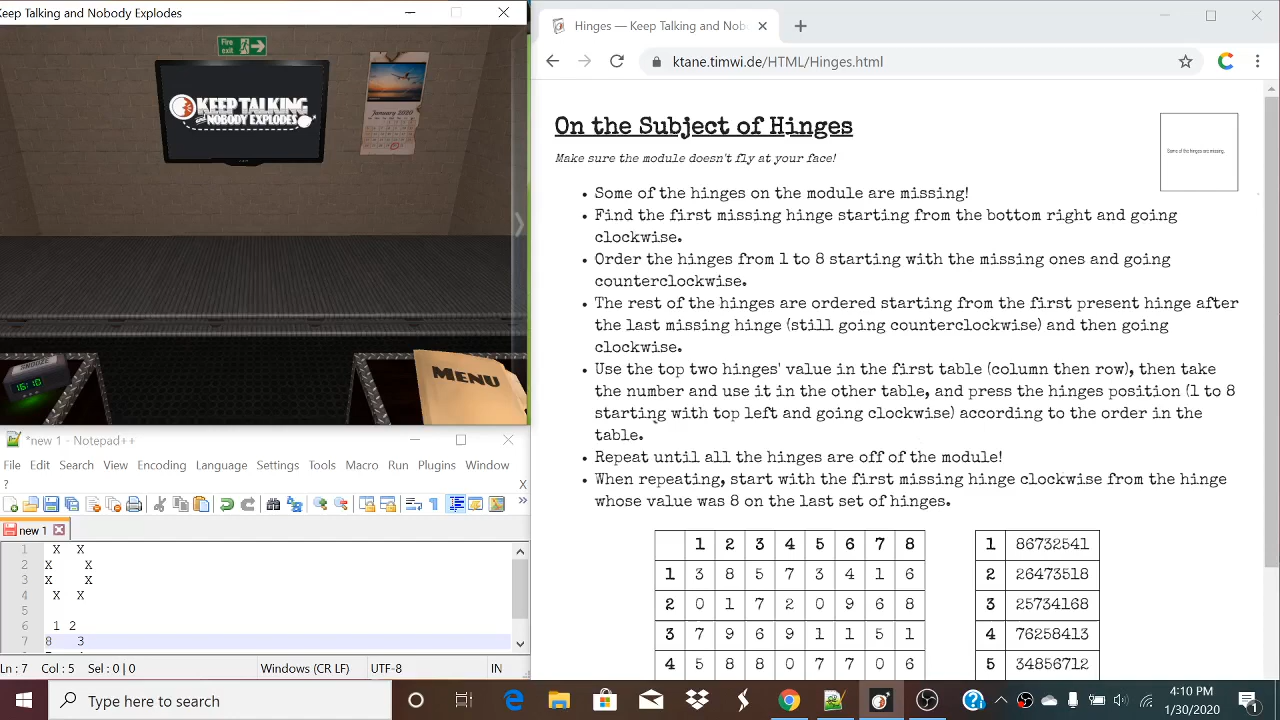 Keep Talking and Nobody Explodes
Fire exit
KEEP TALKING
and NOBODY EXPLODES
January 2020
MENU
Hinges — Keep Talking and Nob
ktane.timwi.de/HTML/Hinges.html
On the Subject of Hinges
Make sure the module doesn't fly at your face!
Some of the hinges are missing.
• Some of the hinges on the module are missing!
• Find the first missing hinge starting from the bottom right and going
clockwise.
• Order the hinges from 1 to 8 starting with the missing ones and going
counterclockwise.
• The rest of the hinges are ordered starting from the first present hinge after
the last missing hinge (still going counterclockwise) and then going
clockwise.
• Use the top two hinges' value in the first table (column then row), then take
the number and use it in the other table, and press the hinges position (1 to 8
starting with top left and going clockwise) according to the order in the
table.
• Repeat until all the hinges are off of the module!
• When repeating, start with the first missing hinge clockwise from the hinge
whose value was 8 on the last set of hinges.
1 2 3 4 5 6 7 8
1 3 8 5 7 3 4 1 6
2 0 1 7 2 0 9 6 8
3 7 9 6 9 1 1 5 1
4 5 8 8 0 7 7 0 6
1 86732541
2 26473518
3 25734168
4 76258413
5 34856712
*new 1 - Notepad++
File Edit Search View Encoding Language Settings Tools Macro Run Plugins Window
? X
new 1
1 X X
2 X X
3 X X
4 X X
5
6 1 2
7 8 3
Ln : 7 Col : 5 Sel : 0 | 0 Windows (CR LF) UTF-8 IN
Type here to search
4:10 PM
1/30/2020